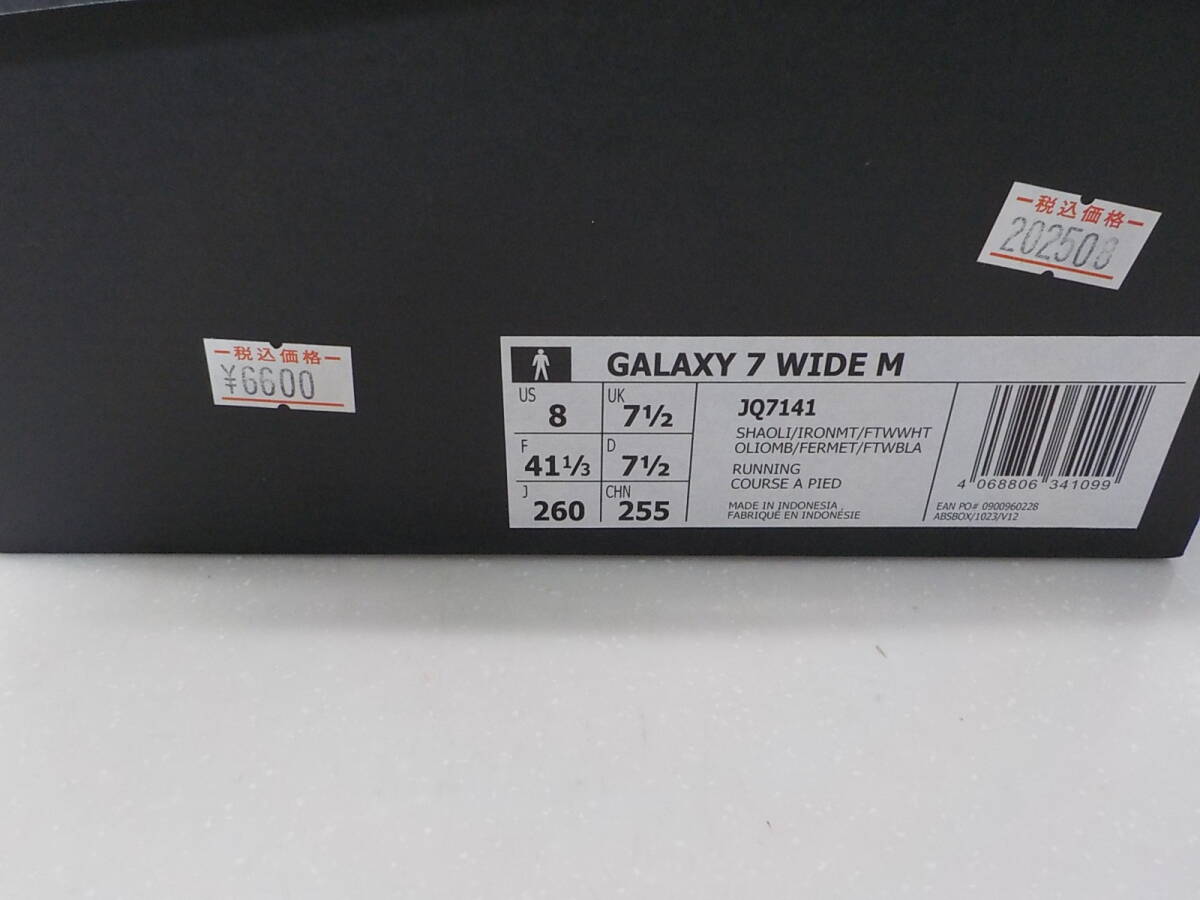 税込価格
202508
税込価格
¥6600
GALAXY 7 WIDE M
US 8
UK 7½
F 41⅓
D 7½
J 260
CHN 255
JQ7141
SHAOLI/IRONMT/FTWWHT
OLIOMB/FERMET/FTWBLA
RUNNING
COURSE A PIED
MADE IN INDONESIA
FABRIQUÉ EN INDONÉSIE
4 068806 341099
EAN PO# 0900960228
ABSBOX/1023/V12